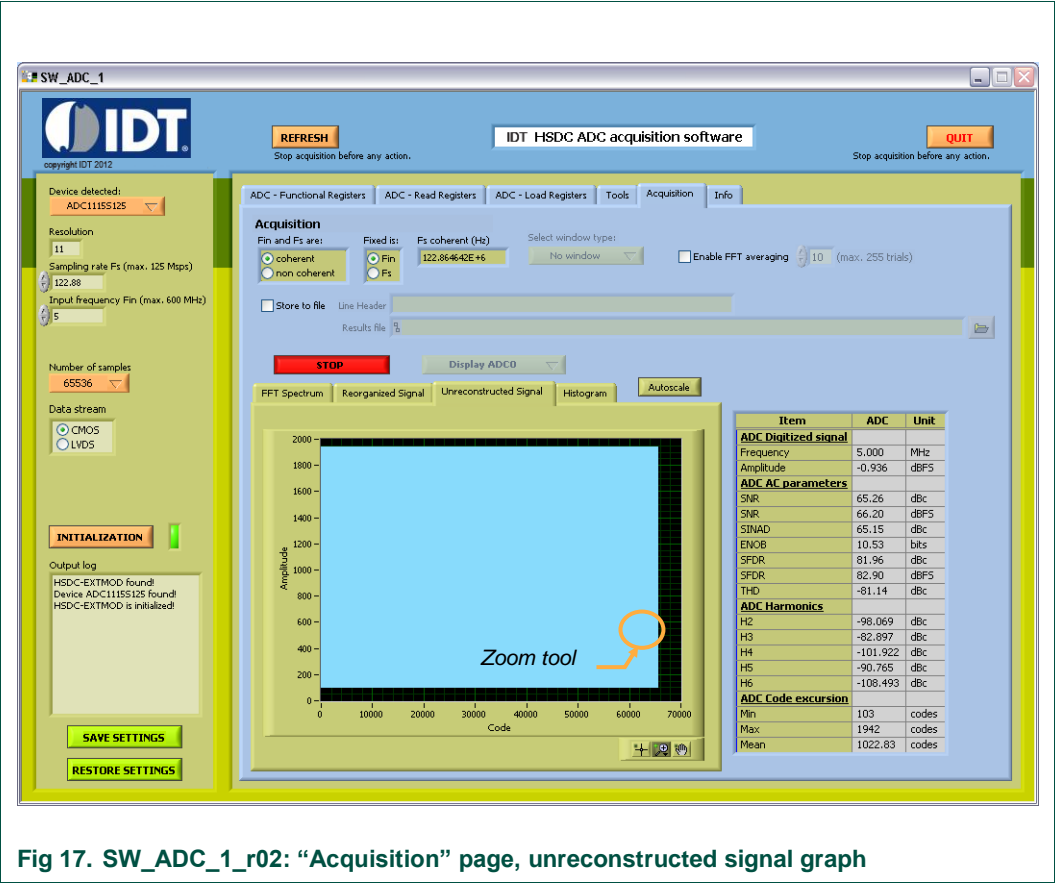 SW_ADC_1
IDT
copyright IDT 2012
REFRESH
Stop acquisition before any action.
IDT HSDC ADC acquisition software
QUIT
Stop acquisition before any action.
Device detected:
ADC1115S125
Resolution
11
Sampling rate Fs (max. 125 Msps)
122.88
Input frequency Fin (max. 600 MHz)
5
Number of samples
65536
Data stream
CMOS
LVDS
INITIALIZATION
Output log
HSDC-EXTMOD found!
Device ADC1115S125 found!
HSDC-EXTMOD is initialized!
SAVE SETTINGS
RESTORE SETTINGS
ADC - Functional Registers ADC - Read Registers ADC - Load Registers Tools Acquisition Info
Acquisition
Fin and Fs are: Fixed is: Fs coherent (Hz) Select window type:
coherent Fin 122.864642E+6 No window Enable FFT averaging 10 (max. 255 trials)
non coherent Fs
Store to file Line Header
Results file
STOP Display ADC0
FFT Spectrum Reorganized Signal Unreconstructed Signal Histogram Autoscale
Amplitude
2000
1800
1600
1400
1200
1000
800
600
400
200
0
0 10000 20000 30000 40000 50000 60000 70000
Code
Zoom tool
Item ADC Unit
ADC Digitized signal
Frequency 5.000 MHz
Amplitude -0.936 dBFS
ADC AC parameters
SNR 65.26 dBc
SNR 66.20 dBFS
SINAD 65.15 dBc
ENOB 10.53 bits
SFDR 81.96 dBc
SFDR 82.90 dBFS
THD -81.14 dBc
ADC Harmonics
H2 -98.069 dBc
H3 -82.897 dBc
H4 -101.922 dBc
H5 -90.765 dBc
H6 -108.493 dBc
ADC Code excursion
Min 103 codes
Max 1942 codes
Mean 1022.83 codes
Fig 17. SW_ADC_1_r02: “Acquisition” page, unreconstructed signal graph